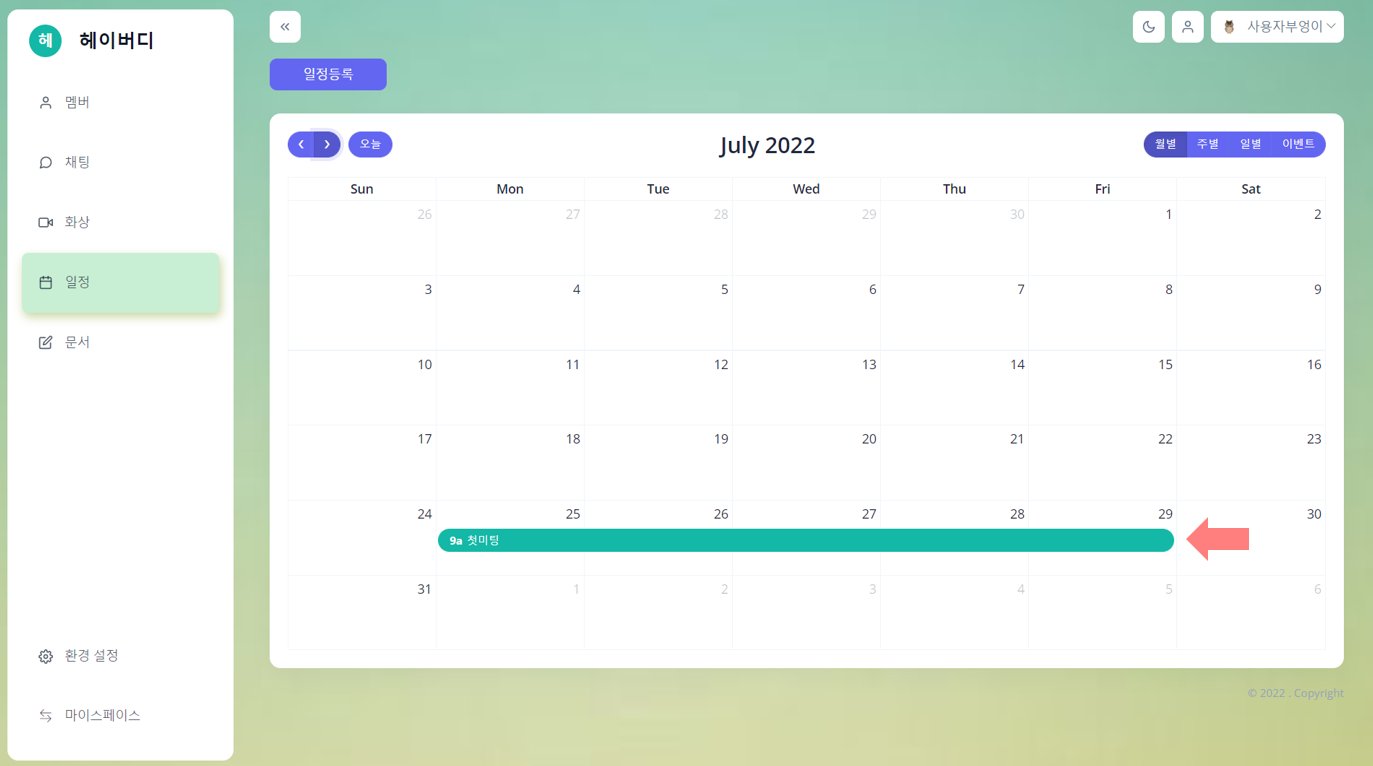 헤 헤이버디
멤버
채팅
화상
일정
문서
환경 설정
마이스페이스
사용자부엉이
일정등록
오늘
July 2022
월별 주별 일별 이벤트
Sun Mon Tue Wed Thu Fri Sat
26 27 28 29 30 1 2
3 4 5 6 7 8 9
10 11 12 13 14 15 16
17 18 19 20 21 22 23
24 25 26 27 28 29 30
9a 첫미팅
31 1 2 3 4 5 6
© 2022 . Copyright